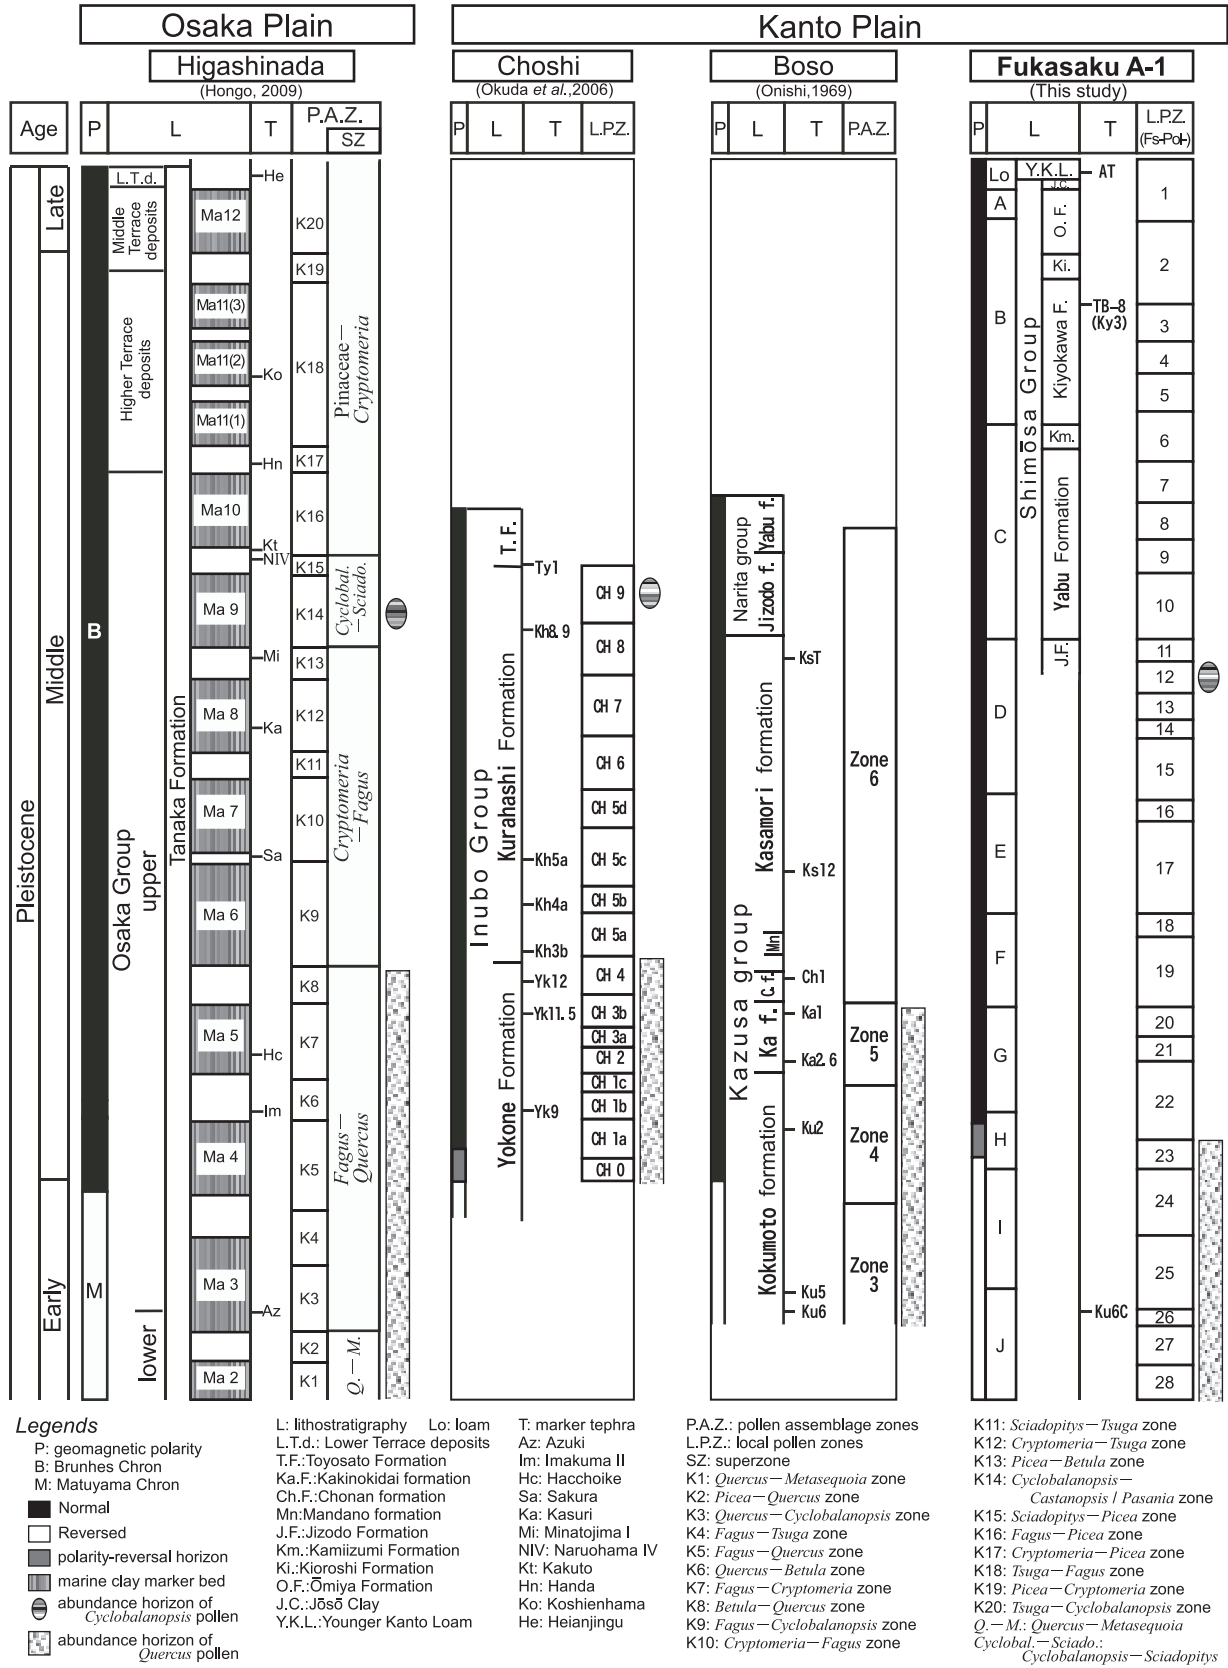 Osaka Plain
Kanto Plain
Higashinada
(Hongo, 2009)
Choshi
(Okuda et al.,2006)
Boso
(Onishi,1969)
Fukasaku A-1
(This study)
Age
P
L
T
P.A.Z.
SZ
P
L
T
L.P.Z.
P
L
T
P.A.Z.
P
L
T
L.P.Z.
(Fs-Pol-)
Pleistocene
Late
Middle
Early
B
M
L.T.d.
Middle Terrace deposits
Higher Terrace deposits
Osaka Group
upper
lower
Tanaka Formation
Ma12
Ma11(3)
Ma11(2)
Ma11(1)
Ma10
Ma 9
Ma 8
Ma 7
Ma 6
Ma 5
Ma 4
Ma 3
Ma 2
He
Ko
Hn
Kt
NIV
Mi
Ka
Sa
Hc
Im
Az
K20
K19
K18
K17
K16
K15
K14
K13
K12
K11
K10
K9
K8
K7
K6
K5
K4
K3
K2
K1
Pinaceae—
Cryptomeria
Cyclobal.
—Sciado.
Cryptomeria
—Fagus
Fagus—
Quercus
Q.—M.
Inubo Group
T.F.
Kurahashi Formation
Yokone Formation
Ty1
Kh8.9
Kh5a
Kh4a
Kh3b
Yk12
Yk11.5
Yk9
CH 9
CH 8
CH 7
CH 6
CH 5d
CH 5c
CH 5b
CH 5a
CH 4
CH 3b
CH 3a
CH 2
CH 1c
CH 1b
CH 1a
CH 0
Narita group
Yabu f.
Jizodo f.
Kazusa group
Kasamori formation
Mn
C.f.
Ka f.
Kokumoto formation
KsT
Ks12
Ch1
Ka1
Ka2.6
Ku2
Ku5
Ku6
Zone
6
Zone
5
Zone
4
Zone
3
Lo
A
B
C
D
E
F
G
H
I
J
Y.K.L.
J.C.
Shimōsa Group
O.F.
Ki.
Kiyokawa F.
Km.
Yabu Formation
J.F.
AT
TB-8
(Ky3)
Ku6C
1
2
3
4
5
6
7
8
9
10
11
12
13
14
15
16
17
18
19
20
21
22
23
24
25
26
27
28
Legends
P: geomagnetic polarity
B: Brunhes Chron
M: Matuyama Chron
Normal
Reversed
polarity-reversal horizon
marine clay marker bed
abundance horizon of
Cyclobalanopsis pollen
abundance horizon of
Quercus pollen
L: lithostratigraphy Lo: loam
L.T.d.: Lower Terrace deposits
T.F.:Toyosato Formation
Ka.F.:Kakinokidai formation
Ch.F.:Chonan formation
Mn:Mandano formation
J.F.:Jizodo Formation
Km.:Kamiizumi Formation
Ki.:Kioroshi Formation
O.F.:Ōmiya Formation
J.C.:Jōsō Clay
Y.K.L.:Younger Kanto Loam
T: marker tephra
Az: Azuki
Im: Imakuma II
Hc: Hacchoike
Sa: Sakura
Ka: Kasuri
Mi: Minatojima I
NIV: Naruohama IV
Kt: Kakuto
Hn: Handa
Ko: Koshienhama
He: Heianjingu
P.A.Z.: pollen assemblage zones
L.P.Z.: local pollen zones
SZ: superzone
K1: Quercus—Metasequoia zone
K2: Picea—Quercus zone
K3: Quercus—Cyclobalanopsis zone
K4: Fagus—Tsuga zone
K5: Fagus—Quercus zone
K6: Quercus—Betula zone
K7: Fagus—Cryptomeria zone
K8: Betula—Quercus zone
K9: Fagus—Cyclobalanopsis zone
K10: Cryptomeria—Fagus zone
K11: Sciadopitys—Tsuga zone
K12: Cryptomeria—Tsuga zone
K13: Picea—Betula zone
K14: Cyclobalanopsis—
Castanopsis / Pasania zone
K15: Sciadopitys—Picea zone
K16: Fagus—Picea zone
K17: Cryptomeria—Picea zone
K18: Tsuga—Fagus zone
K19: Picea—Cryptomeria zone
K20: Tsuga—Cyclobalanopsis zone
Q.—M.: Quercus—Metasequoia
Cyclobal.—Sciado.:
Cyclobalanopsis—Sciadopitys